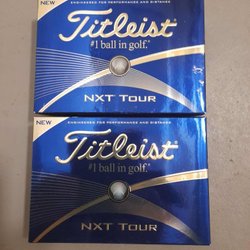 NEW
ENGINEERED FOR PERFORMANCE AND DISTANCE
Titleist
#1 ball in golf.
NXT TOUR
NEW
ENGINEERED FOR PERFORMANCE AND DISTANCE
Titleist
#1 ball in golf.
NXT TOUR